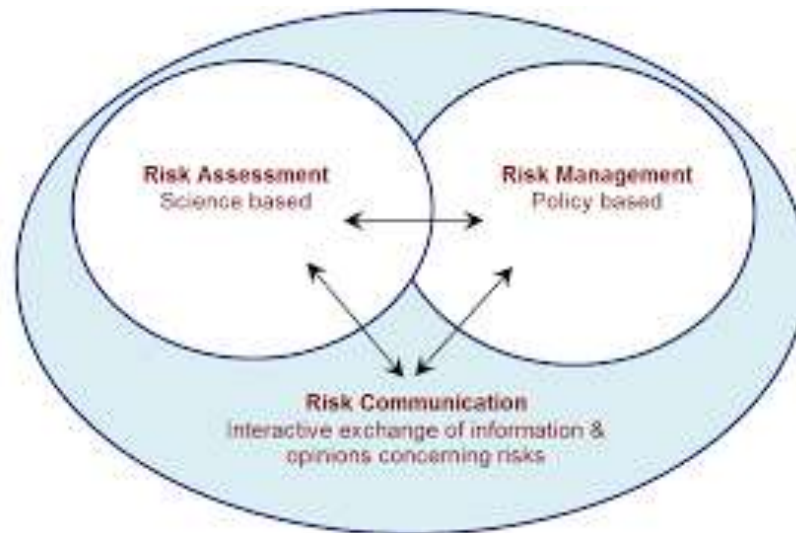 Risk Assessment
Science based
Risk Management
Policy based
Risk Communication
Interactive exchange of information &
opinions concerning risks